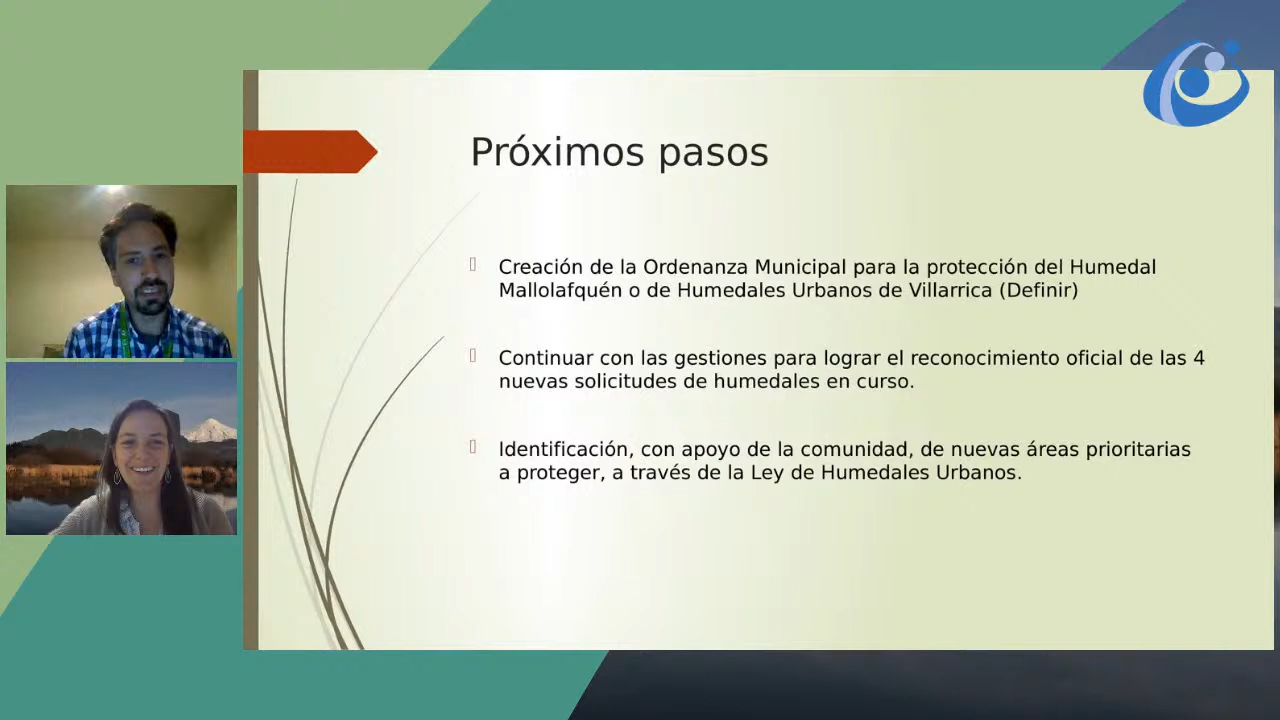 Próximos pasos
Creación de la Ordenanza Municipal para la protección del Humedal
Mallolafquén o de Humedales Urbanos de Villarrica (Definir)
Continuar con las gestiones para lograr el reconocimiento oficial de las 4
nuevas solicitudes de humedales en curso.
Identificación, con apoyo de la comunidad, de nuevas áreas prioritarias
a proteger, a través de la Ley de Humedales Urbanos.